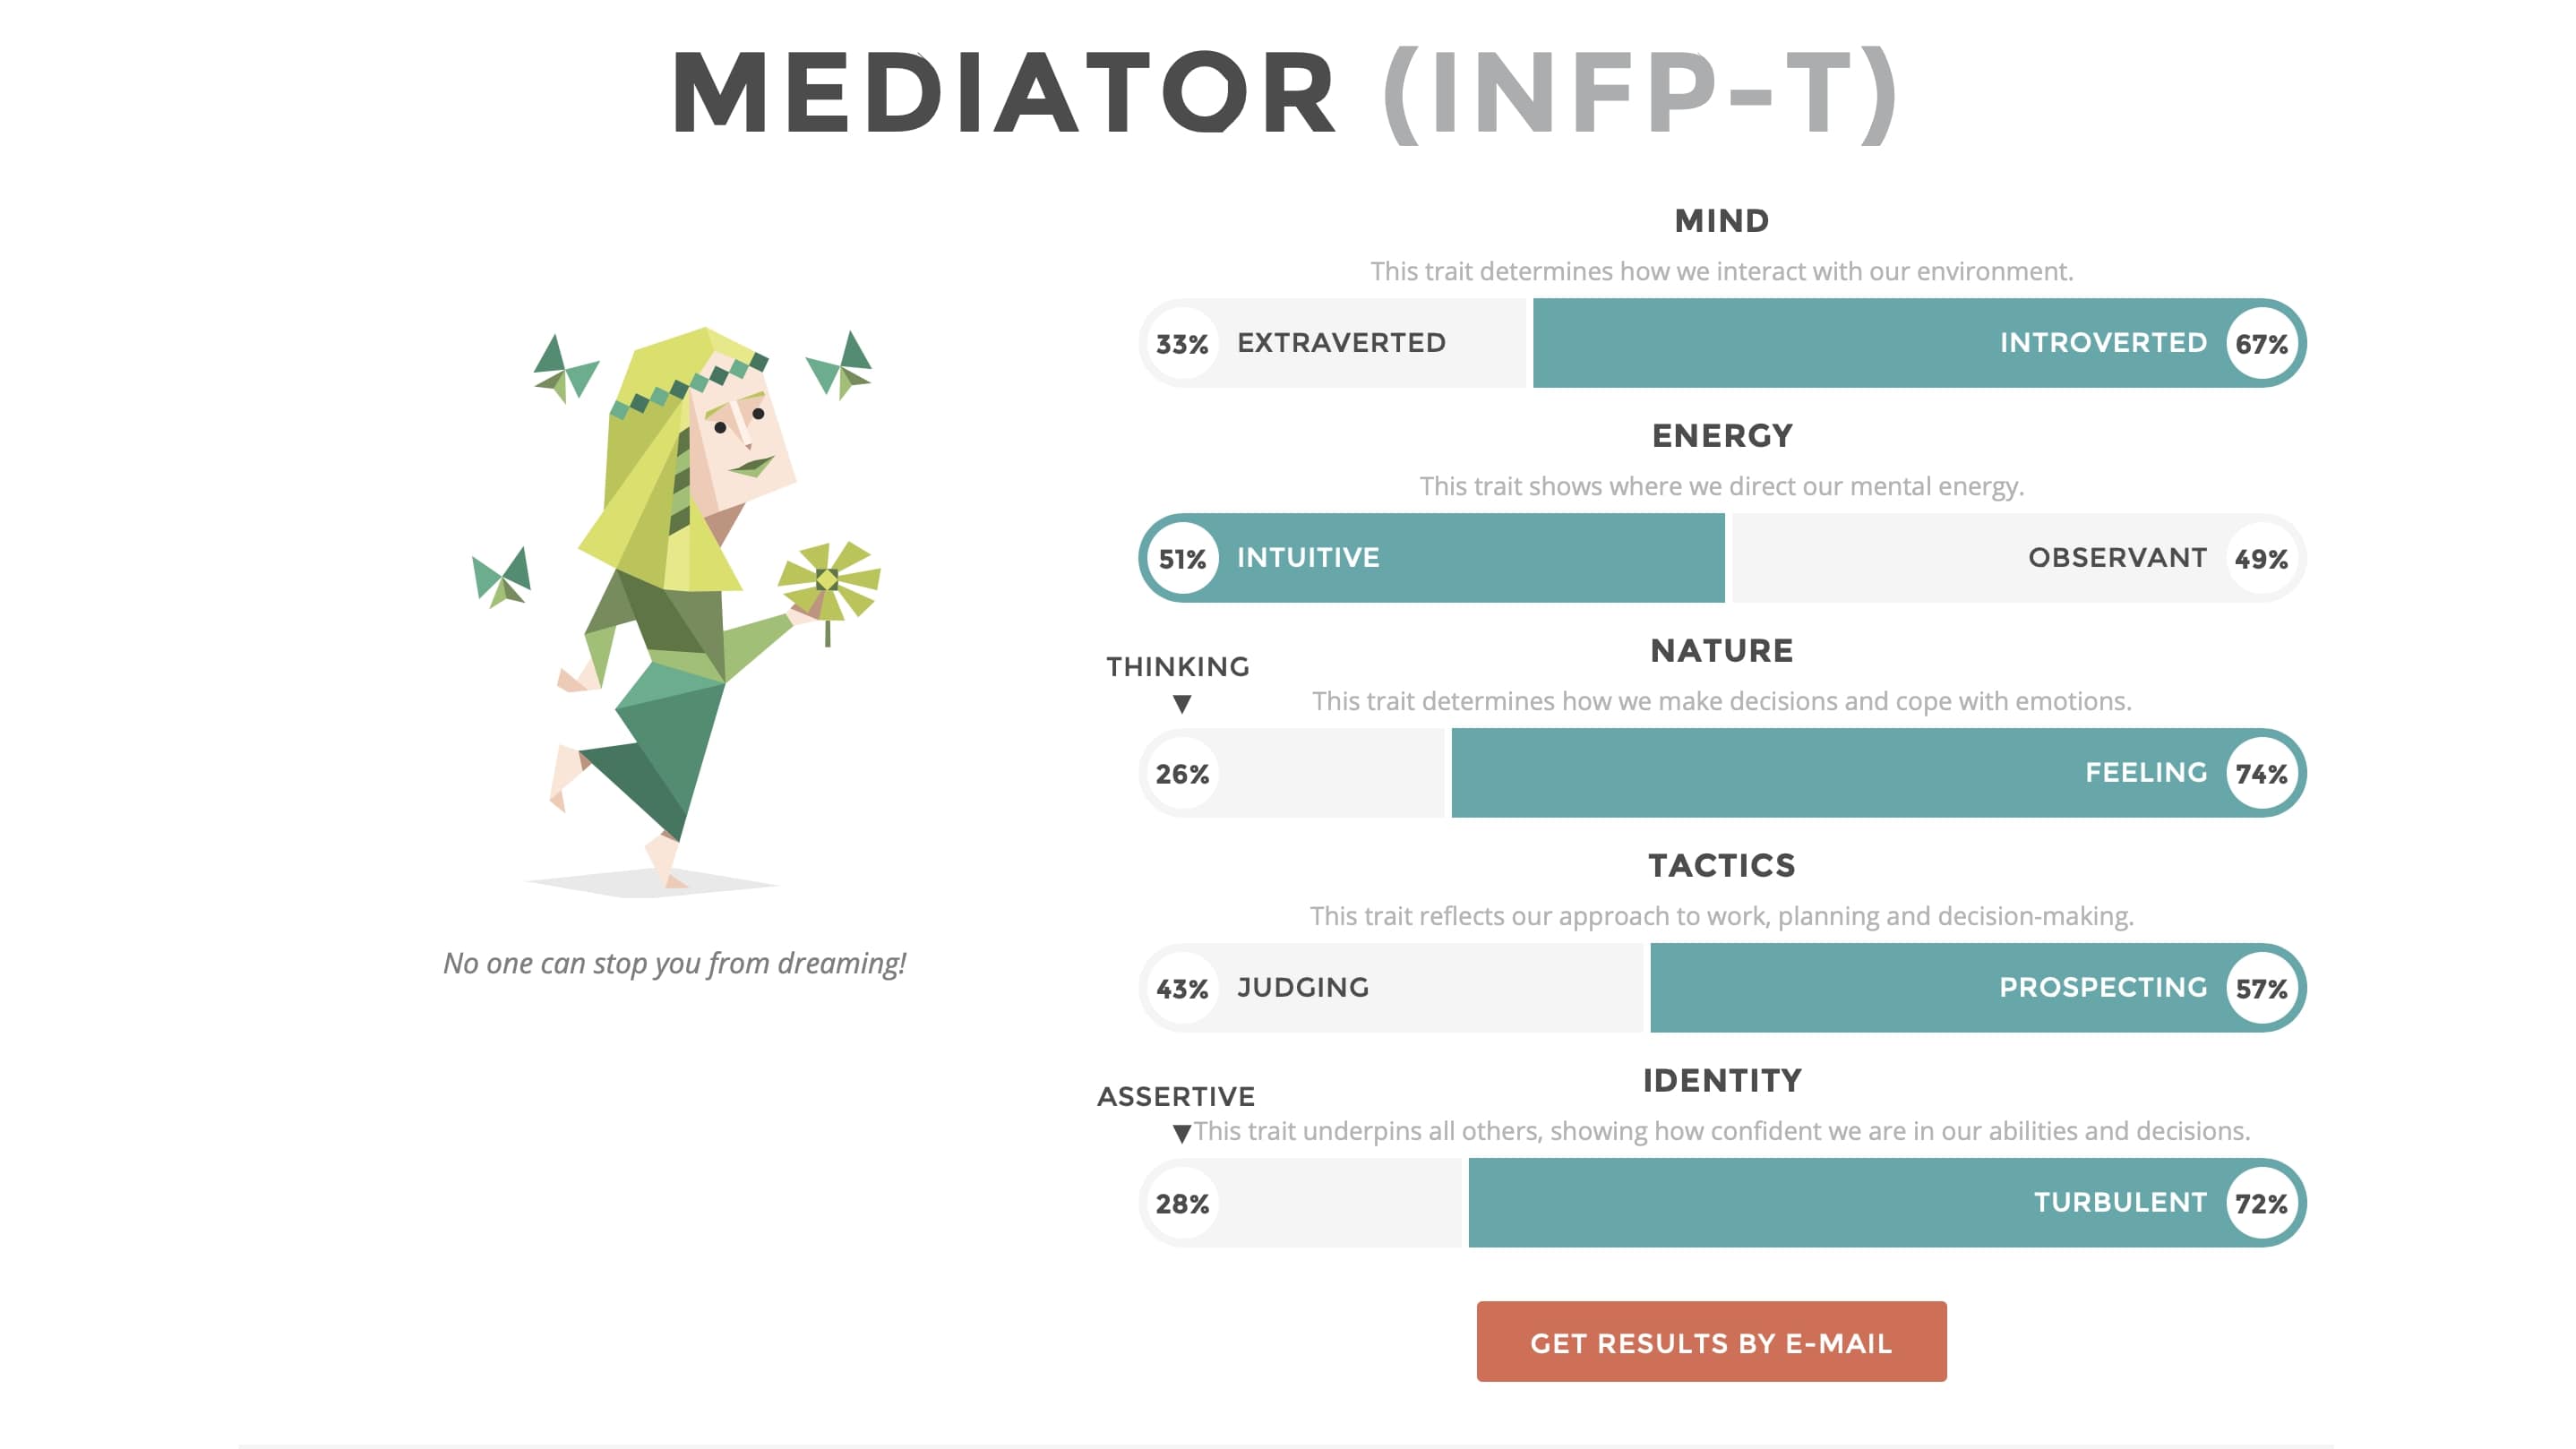 MEDIATOR (INFP-T)
No one can stop you from dreaming!
MIND
This trait determines how we interact with our environment.
33% EXTRAVERTED INTROVERTED 67%
ENERGY
This trait shows where we direct our mental energy.
51% INTUITIVE OBSERVANT 49%
NATURE
THINKING
This trait determines how we make decisions and cope with emotions.
26% FEELING 74%
TACTICS
This trait reflects our approach to work, planning and decision-making.
43% JUDGING PROSPECTING 57%
IDENTITY
ASSERTIVE
This trait underpins all others, showing how confident we are in our abilities and decisions.
28% TURBULENT 72%
GET RESULTS BY E-MAIL